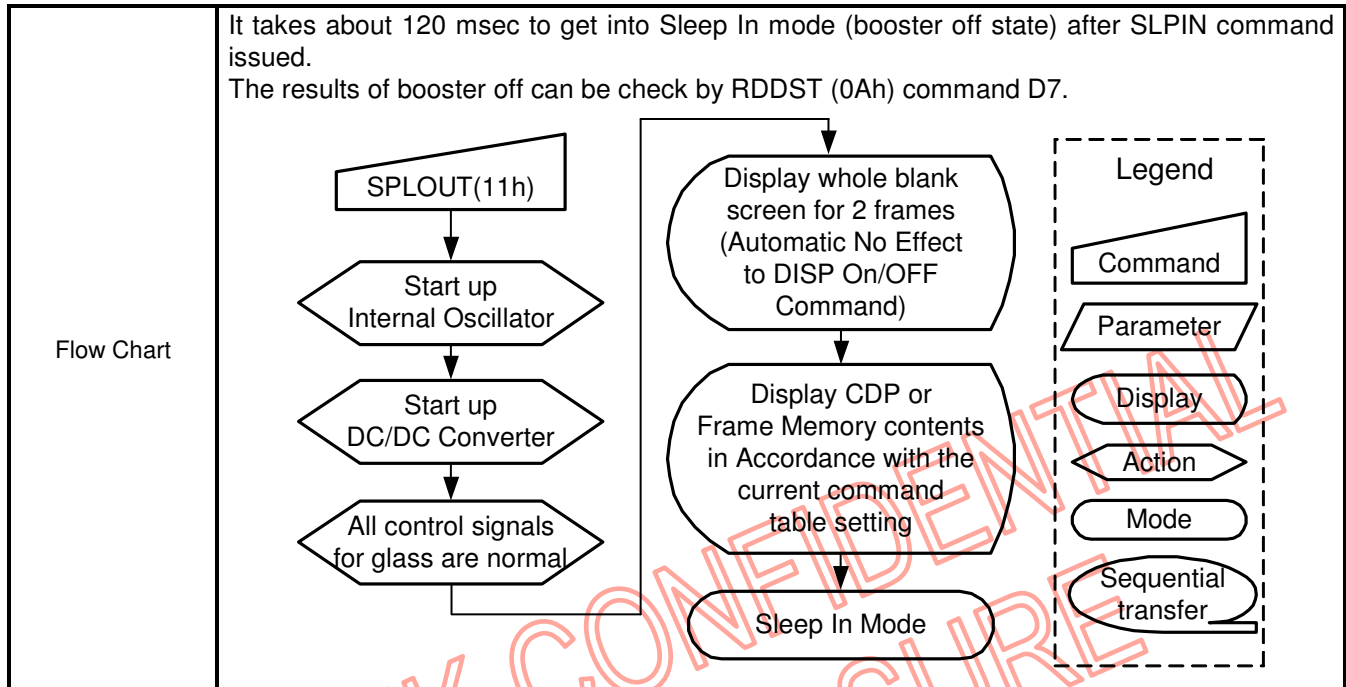 It takes about 120 msec to get into Sleep In mode (booster off state) after SLPIN command
issued.
The results of booster off can be check by RDDST (0Ah) command D7.
Flow Chart
SPLOUT(11h)
Start up
Internal Oscillator
Start up
DC/DC Converter
All control signals
for glass are normal
Display whole blank
screen for 2 frames
(Automatic No Effect
to DISP On/OFF
Command)
Display CDP or
Frame Memory contents
in Accordance with the
current command
table setting
Sleep In Mode
Legend
Command
Parameter
Display
Action
Mode
Sequential
transfer
CONFIDENTIAL